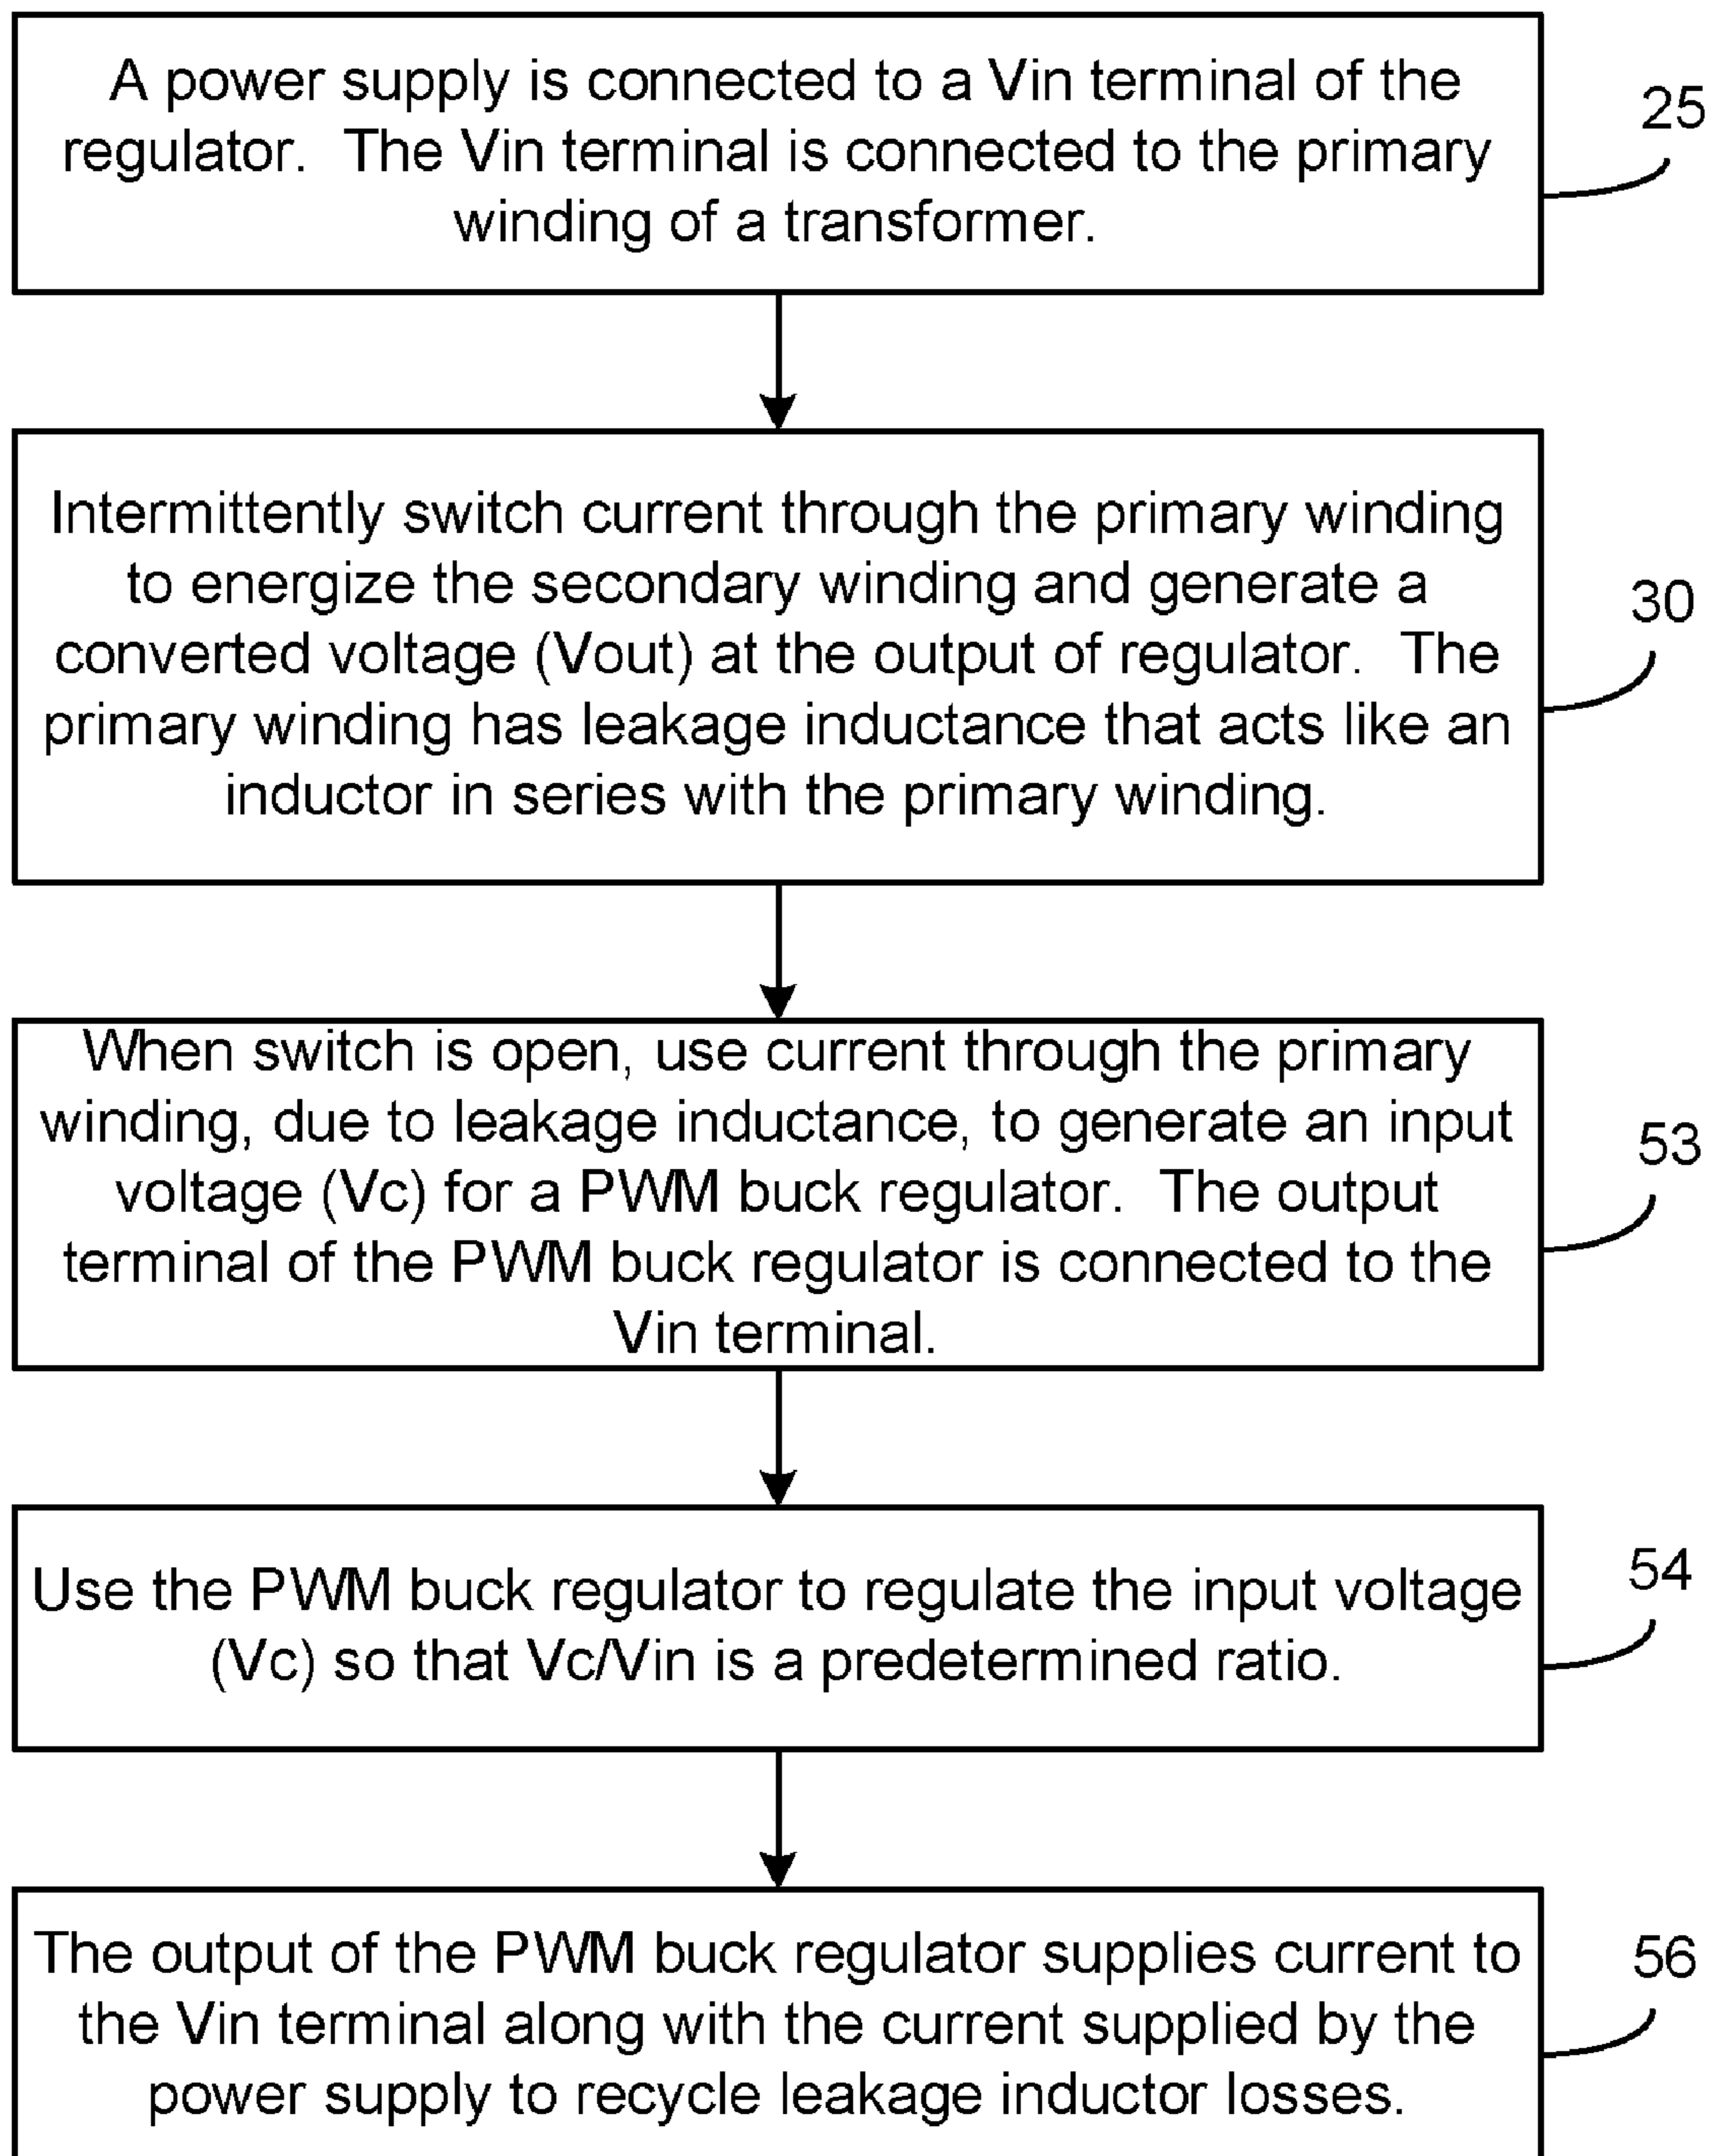 A power supply is connected to a Vin terminal of the
regulator.  The Vin terminal is connected to the primary
winding of a transformer.
25
Intermittently switch current through the primary winding
to energize the secondary winding and generate a
converted voltage (Vout) at the output of regulator.  The
primary winding has leakage inductance that acts like an
inductor in series with the primary winding.
30
When switch is open, use current through the primary
winding, due to leakage inductance, to generate an input
voltage (Vc) for a PWM buck regulator.  The output
terminal of the PWM buck regulator is connected to the
Vin terminal.
53
Use the PWM buck regulator to regulate the input voltage
(Vc) so that Vc/Vin is a predetermined ratio.
54
The output of the PWM buck regulator supplies current to
the Vin terminal along with the current supplied by the
power supply to recycle leakage inductor losses.
56